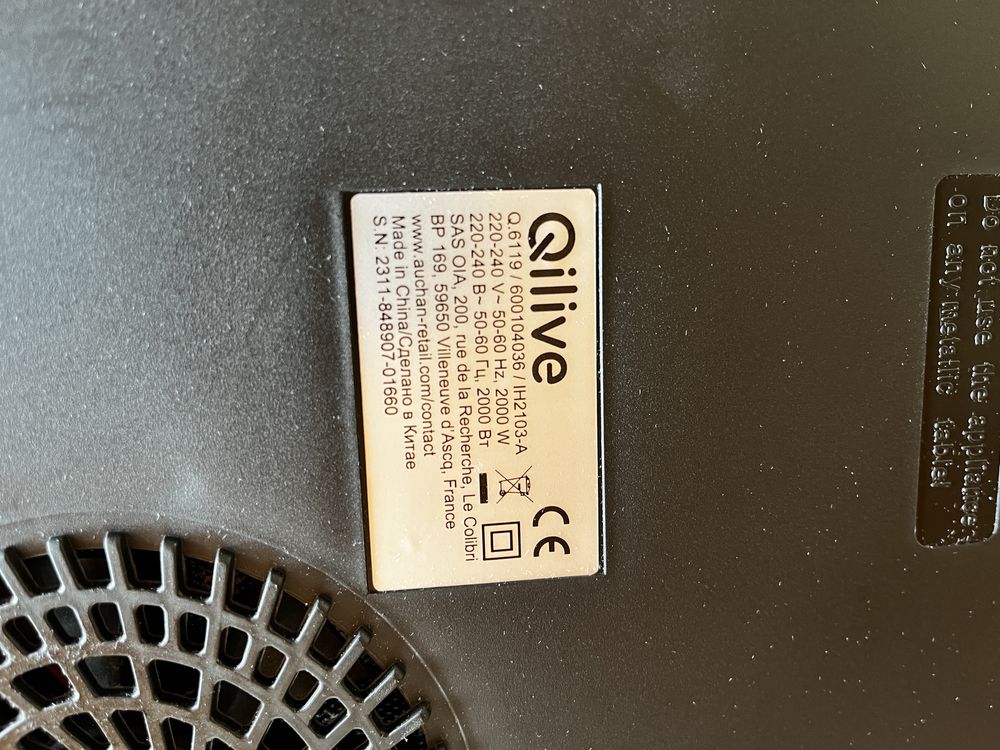 Do not use the appliance
on any metallic table!
Qilive
Q.6119 / 600104036 / IH2103-A
220-240 V~ 50-60 Hz, 2000 W
220-240 В~ 50-60 Гц, 2000 Вт
SAS OIA, 200, rue de la Recherche, Le Colibri
BP 169, 59650 Villeneuve d'Ascq, France
www.auchan-retail.com/contact
Made in China/Сделано в Китае
S.N: 2311-848907-01660
CE